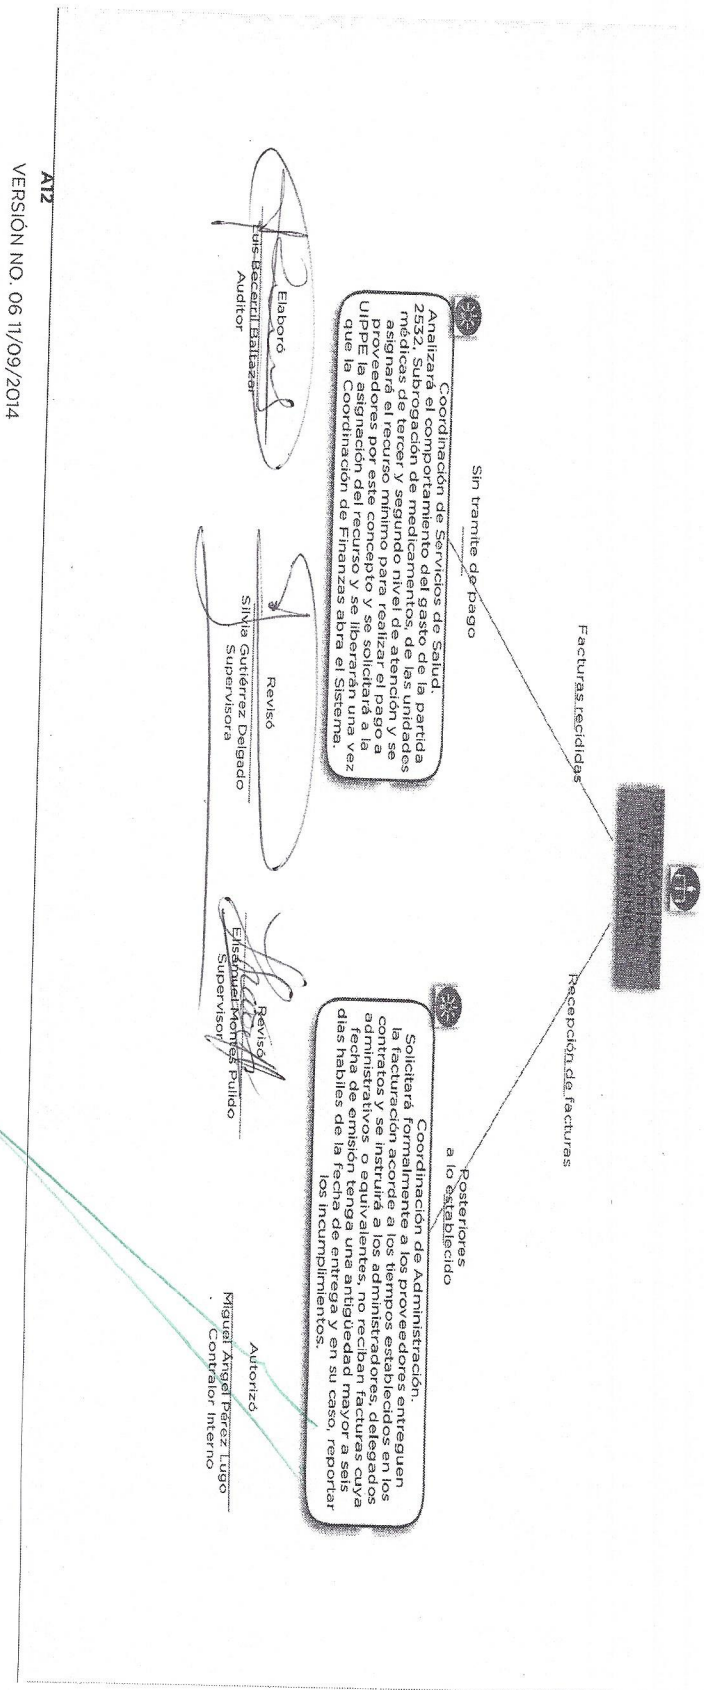 DE CONTROL
INTERNO
Facturas recididas
Recepción de facturas
Sin tramite de pago
Posteriores
a lo establecido
Coordinación de Servicios de Salud.
Analizará el comportamiento del gasto de la partida
2532, Subrogación de medicamentos, de las unidades
médicas de tercer y segundo nivel de atención y se
asignará el recurso mínimo para realizar el pago a
proveedores por este concepto y se solicitará a la
UIPPE la asignación del recurso y se liberarán una vez
que la Coordinación de Finanzas abra el Sistema.
Coordinación de Administración.
Solicitará formalmente a los proveedores entreguen
la facturación acorde a los tiempos establecidos en los
contratos y se instruirá a los administradores, delegados
administrativos o equivalentes, no reciban facturas cuya
fecha de emisión tenga una antigüedad mayor a seis
días habiles de la fecha de entrega y en su caso, reportar
los incumplimientos.
Elaboró
Luis Becerril Baltazar
Auditor
Revisó
Silvia Gutiérrez Delgado
Supervisora
Revisó
Elisamuel Montes Pulido
Supervisor
Autorizó
Miguel Ángel Pérez Lugo
Contralor Interno
A12
VERSIÓN NO. 06 11/09/2014